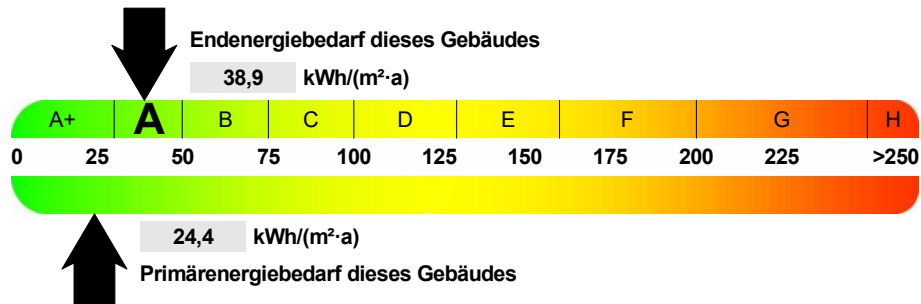 Endenergiebedarf dieses Gebäudes
38,9 kWh/(m²·a)
A+ A B C D E F G H
0 25 50 75 100 125 150 175 200 225 >250
24,4 kWh/(m²·a)
Primärenergiebedarf dieses Gebäudes